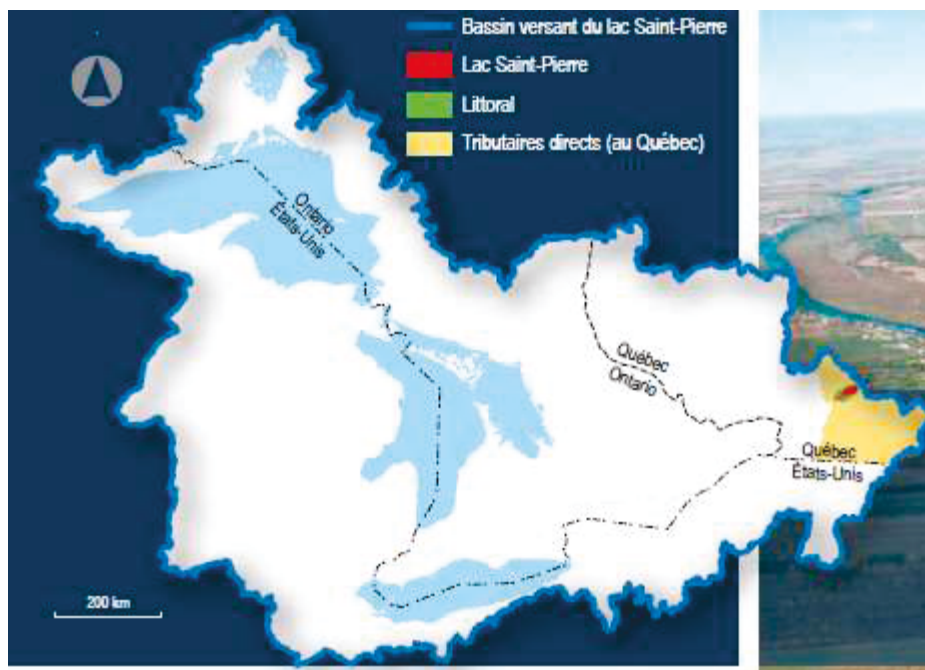 Bassin versant du lac Saint-Pierre
Lac Saint-Pierre
Littoral
Tributaires directs (au Québec)
Ontario
États-Unis
Québec
Ontario
Québec
États-Unis
200 km